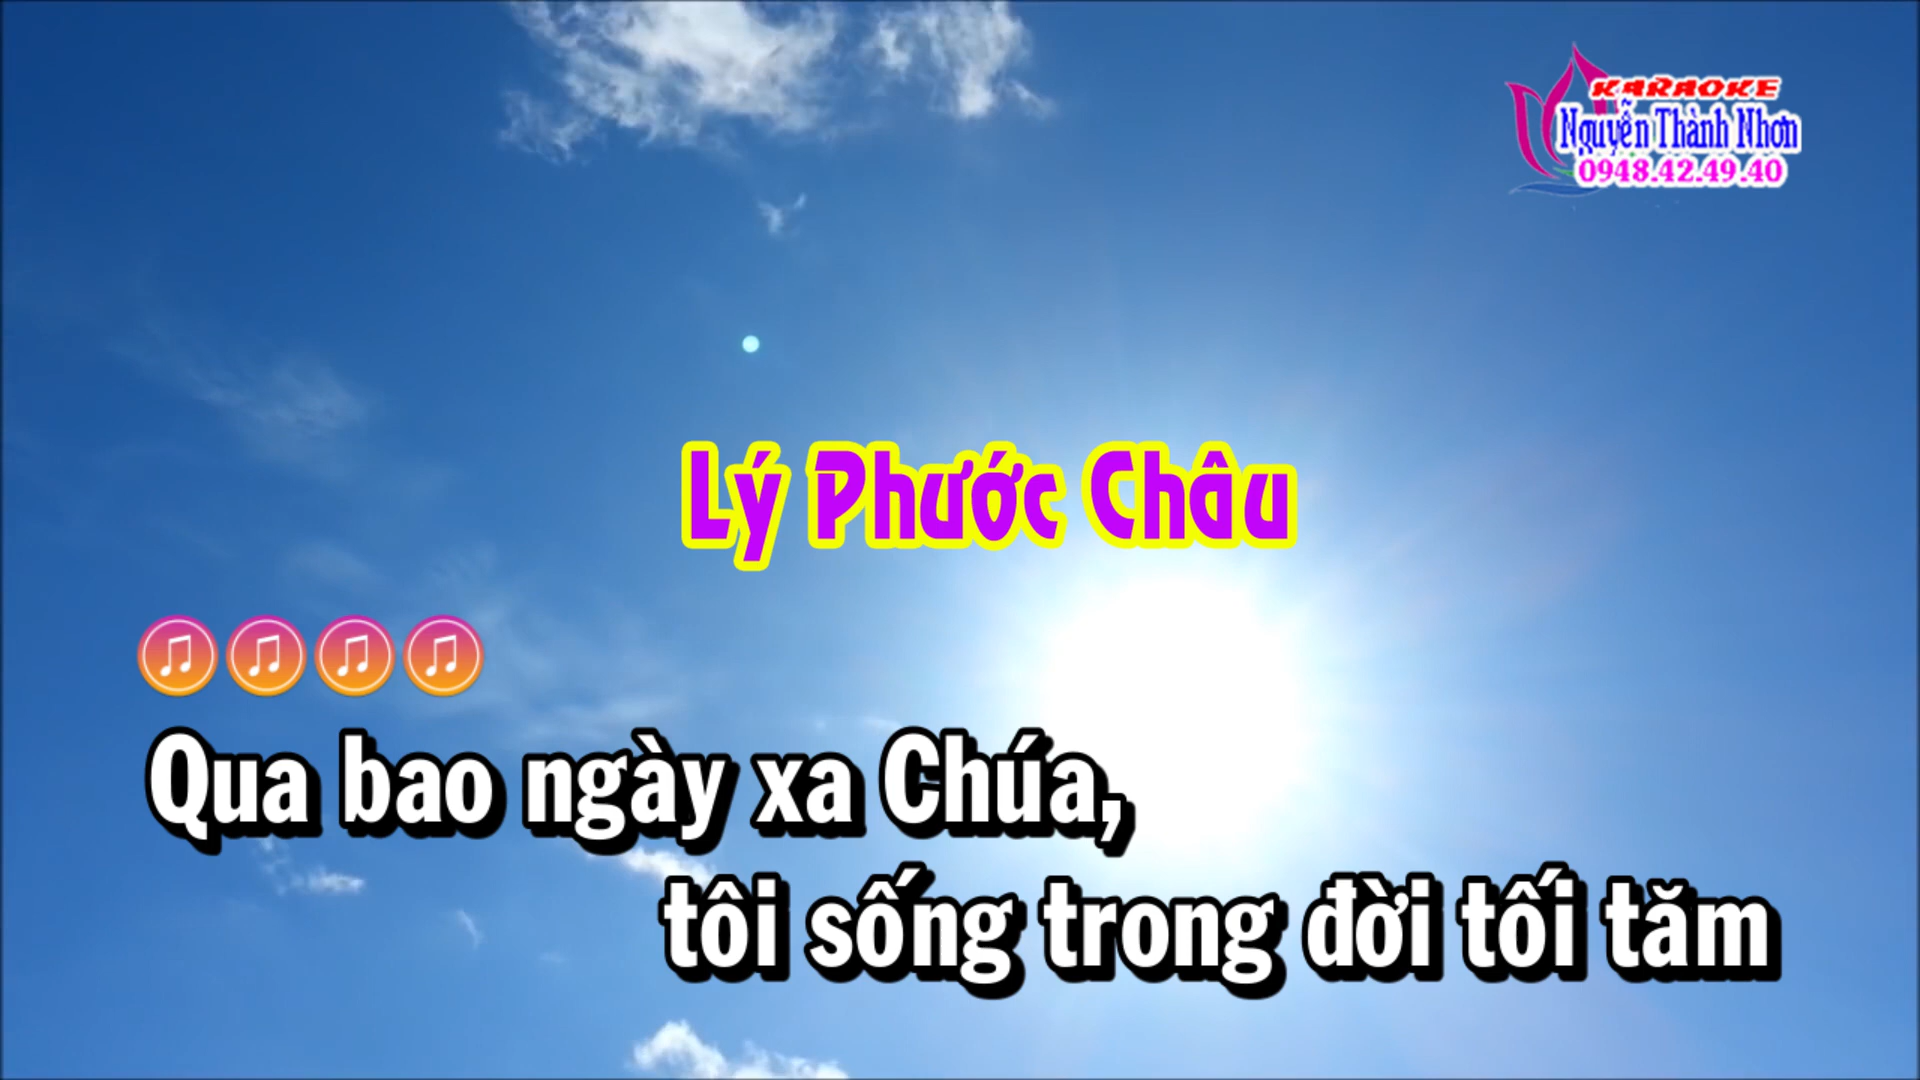 KARAOKE
Nguyễn Thành Nhơn
0948.42.49.40
Lý Phước Châu
Qua bao ngày xa Chúa,
tôi sống trong đời tối tăm